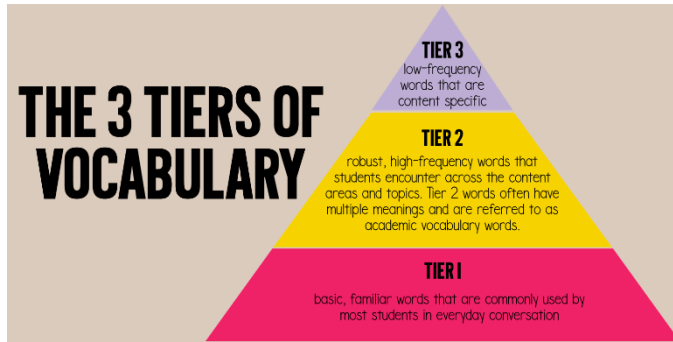 THE 3 TIERS OF
VOCABULARY
TIER 3
low-frequency
words that are
content specific
TIER 2
robust, high-frequency words that
students encounter across the content
areas and topics. Tier 2 words often have
multiple meanings and are referred to as
academic vocabulary words.
TIER 1
basic, familiar words that are commonly used by
most students in everyday conversation